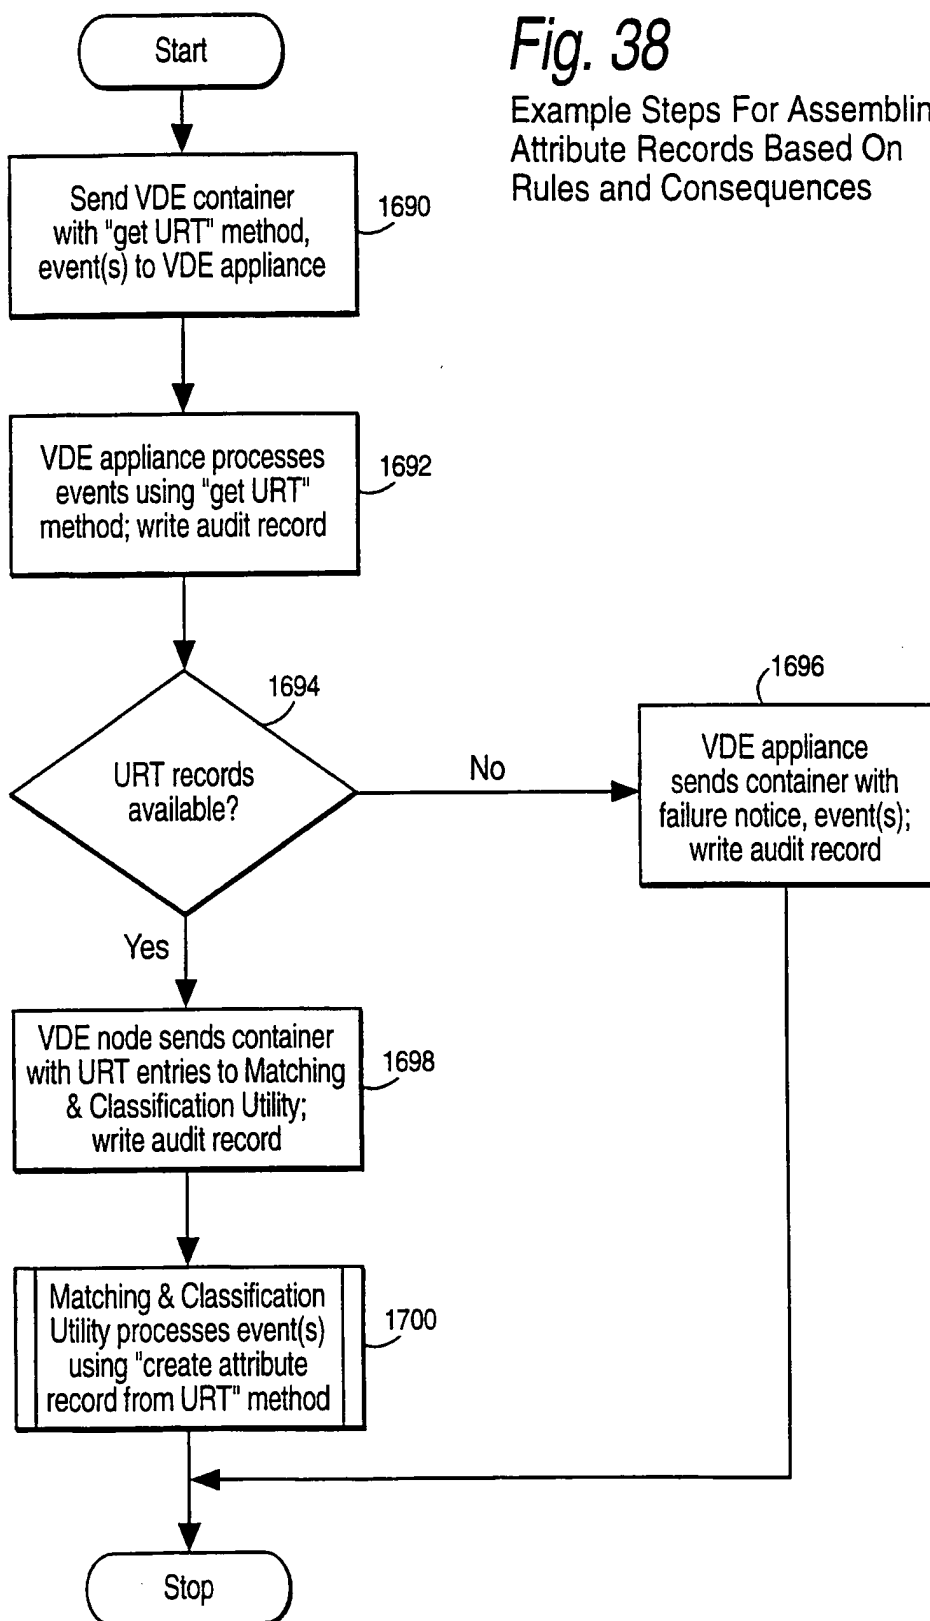 Start
Fig. 38
Example Steps For Assemblin
Attribute Records Based On
Rules and Consequences
Send VDE container
with "get URT" method,
event(s) to VDE appliance
1690
VDE appliance processes
events using "get URT"
method; write audit record
1692
URT records
available?
1694
No
1696
VDE appliance
sends container with
failure notice, event(s);
write audit record
Yes
VDE node sends container
with URT entries to Matching
& Classification Utility;
write audit record
1698
Matching & Classification
Utility processes event(s)
using "create attribute
record from URT" method
1700
Stop